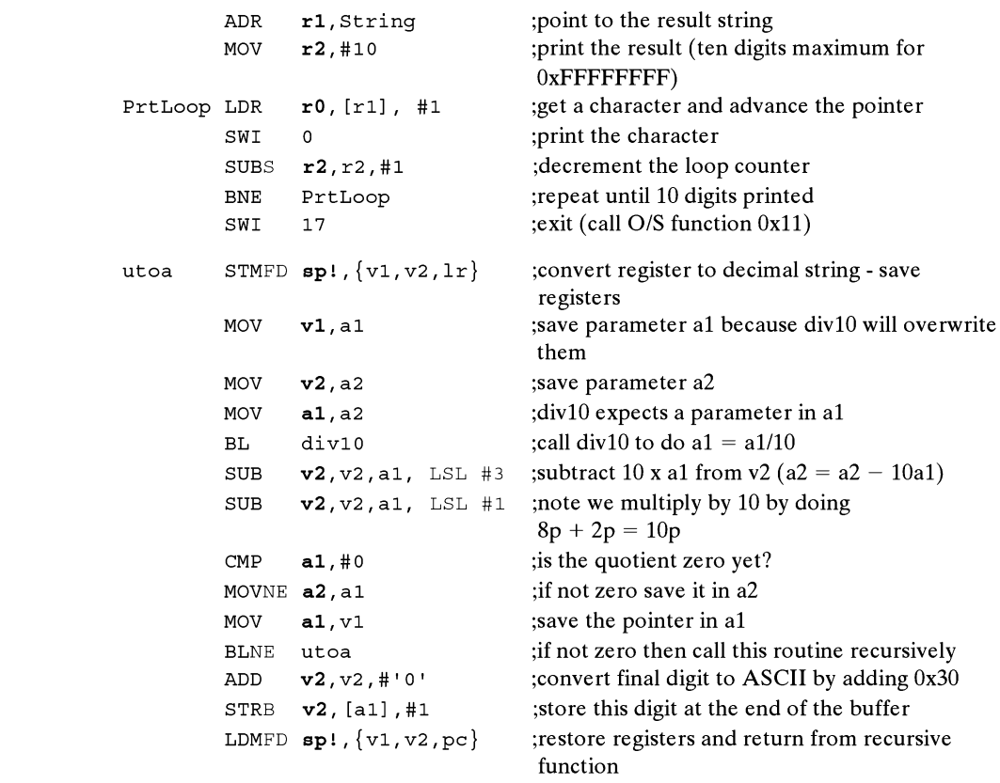 ADR r1,String ;point to the result string
MOV r2,#10 ;print the result (ten digits maximum for
0xFFFFFFFF)
PrtLoop LDR r0,[r1], #1 ;get a character and advance the pointer
SWI 0 ;print the character
SUBS r2,r2,#1 ;decrement the loop counter
BNE PrtLoop ;repeat until 10 digits printed
SWI 17 ;exit (call O/S function 0x11)
utoa STMFD sp!,{v1,v2,lr} ;convert register to decimal string - save
registers
MOV v1,a1 ;save parameter a1 because div10 will overwrite
them
MOV v2,a2 ;save parameter a2
MOV a1,a2 ;div10 expects a parameter in a1
BL div10 ;call div10 to do a1 = a1/10
SUB v2,v2,a1, LSL #3 ;subtract 10 x a1 from v2 (a2 = a2 − 10a1)
SUB v2,v2,a1, LSL #1 ;note we multiply by 10 by doing
8p + 2p = 10p
CMP a1,#0 ;is the quotient zero yet?
MOVNE a2,a1 ;if not zero save it in a2
MOV a1,v1 ;save the pointer in a1
BLNE utoa ;if not zero then call this routine recursively
ADD v2,v2,#'0' ;convert final digit to ASCII by adding 0x30
STRB v2,[a1],#1 ;store this digit at the end of the buffer
LDMFD sp!,{v1,v2,pc} ;restore registers and return from recursive
function